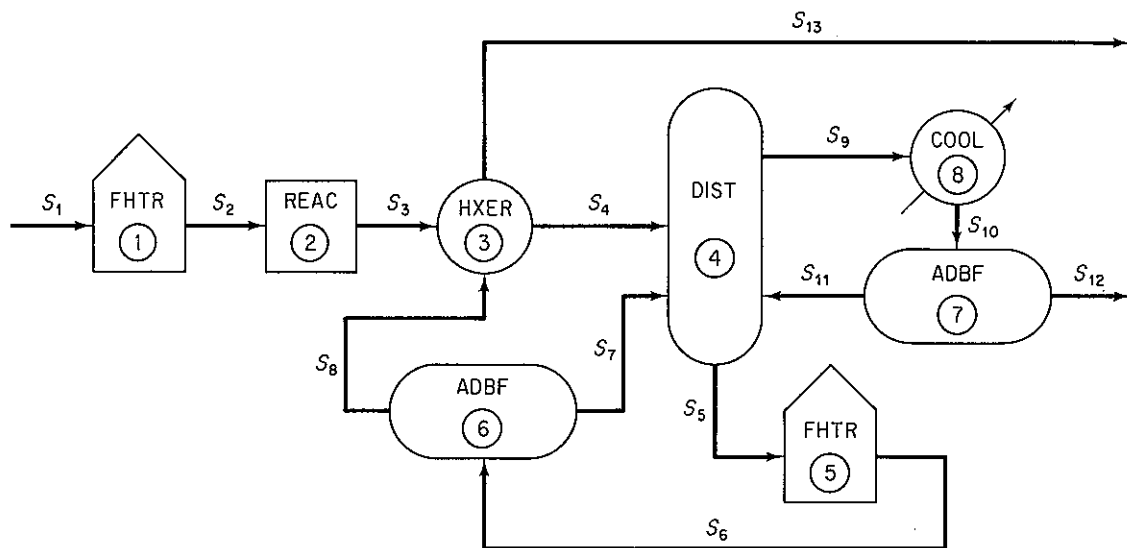 S13
S1
FHTR
1
S2
REAC
2
S3
HXER
3
S4
DIST
4
S9
COOL
8
S10
S11
ADBF
7
S12
S8
ADBF
6
S7
S5
FHTR
5
S6